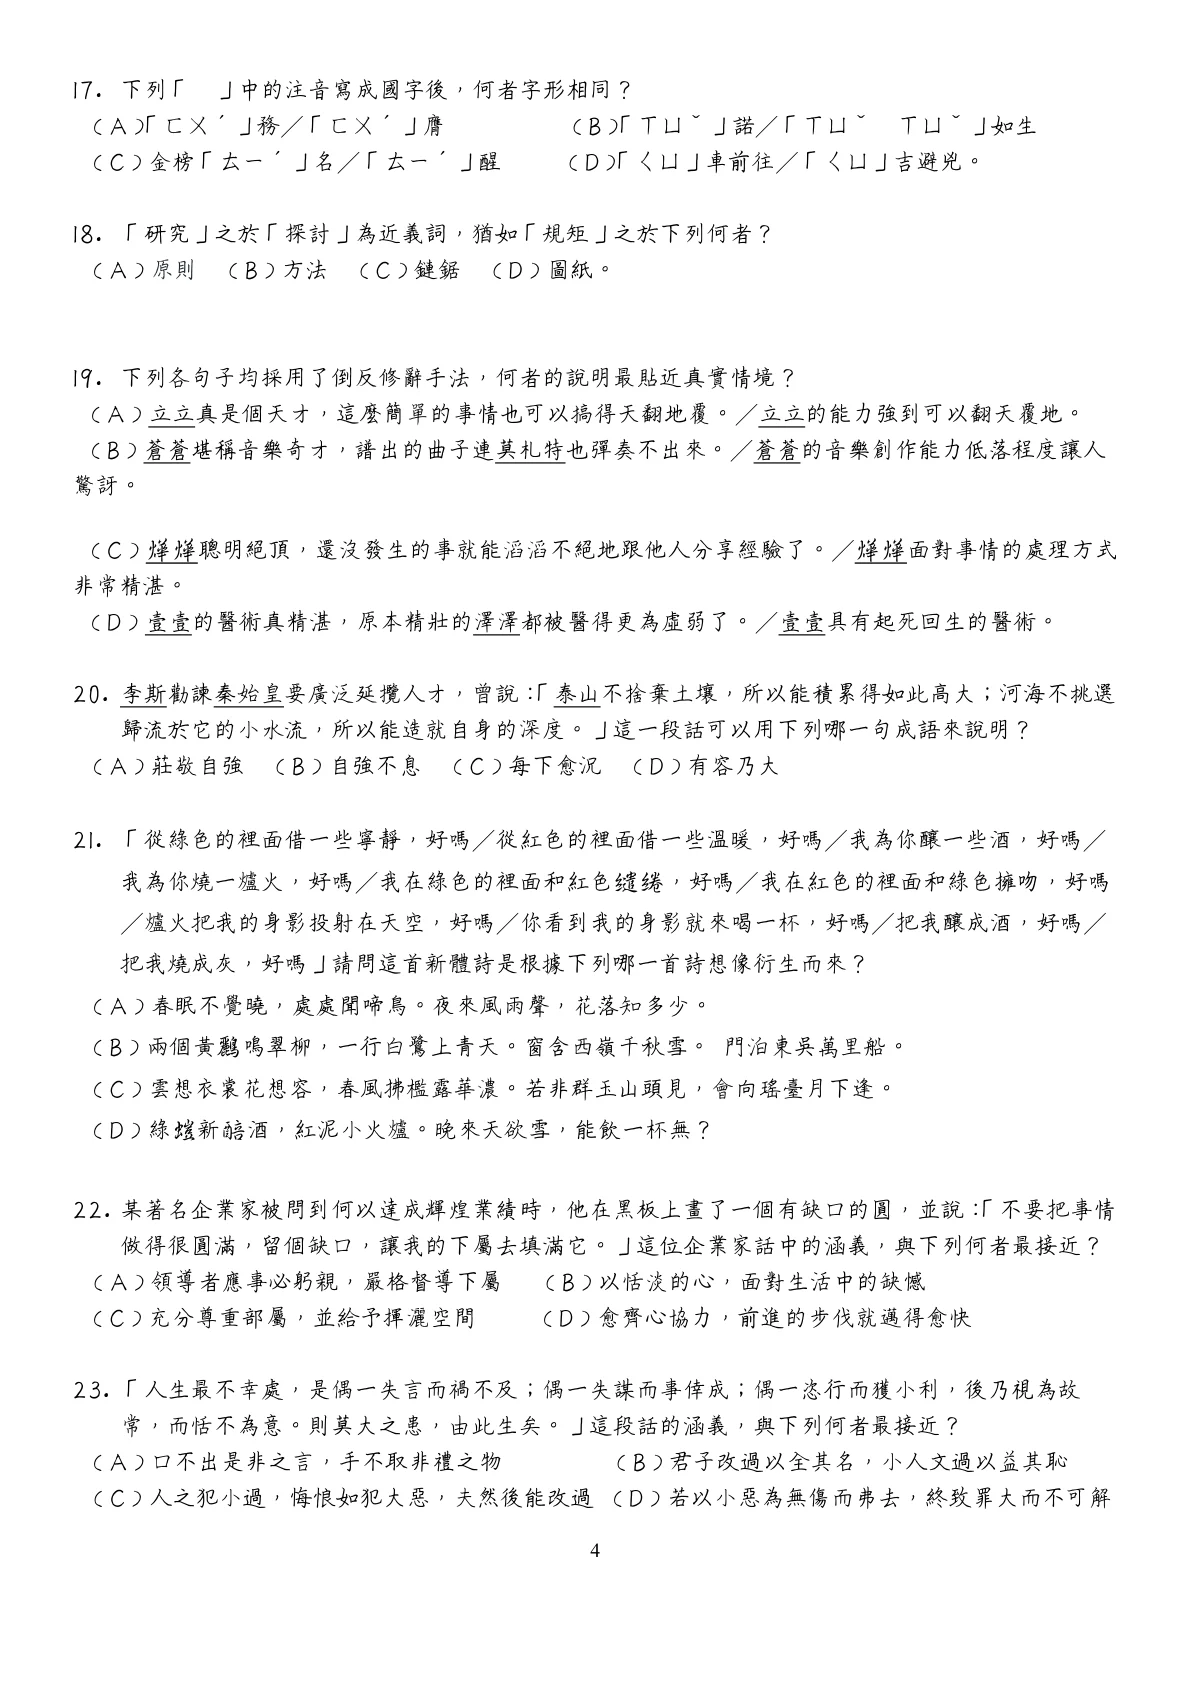 17. 下列「　」中的注音寫成國字後，何者字形相同？
（A）「ㄈㄨˊ」務／「ㄈㄨˊ」膺　（B）「ㄒㄩˇ」諾／「ㄒㄩˇ　ㄒㄩˇ」如生
（C）金榜「ㄊㄧˊ」名／「ㄊㄧˊ」醒　（D）「ㄑㄩ」車前往／「ㄑㄩ」吉避兇。
18. 「研究」之於「探討」為近義詞，猶如「規矩」之於下列何者？
（A）原則　（B）方法　（C）鏈鋸　（D）圖紙。
19. 下列各句子均採用了倒反修辭手法，何者的說明最貼近真實情境？
（A）立立真是個天才，這麼簡單的事情也可以搞得天翻地覆。／立立的能力強到可以翻天覆地。
（B）蒼蒼堪稱音樂奇才，譜出的曲子連莫札特也彈奏不出來。／蒼蒼的音樂創作能力低落程度讓人
驚訝。
（C）燁燁聰明絕頂，還沒發生的事就能滔滔不絕地跟他人分享經驗了。／燁燁面對事情的處理方式
非常精湛。
（D）壹壹的醫術真精湛，原本精壯的澤澤都被醫得更為虛弱了。／壹壹具有起死回生的醫術。
20. 李斯勸諫秦始皇要廣泛延攬人才，曾說：「泰山不捨棄土壤，所以能積累得如此高大；河海不挑選
歸流於它的小水流，所以能造就自身的深度。」這一段話可以用下列哪一句成語來說明？
（A）莊敬自強　（B）自強不息　（C）每下愈況　（D）有容乃大
21. 「從綠色的裡面借一些寧靜，好嗎／從紅色的裡面借一些溫暖，好嗎／我為你釀一些酒，好嗎／
我為你燒一爐火，好嗎／我在綠色的裡面和紅色繾綣，好嗎／我在紅色的裡面和綠色擁吻，好嗎
／爐火把我的身影投射在天空，好嗎／你看到我的身影就來喝一杯，好嗎／把我釀成酒，好嗎／
把我燒成灰，好嗎」請問這首新體詩是根據下列哪一首詩想像衍生而來？
（A）春眠不覺曉，處處聞啼鳥。夜來風雨聲，花落知多少。
（B）兩個黃鸝鳴翠柳，一行白鷺上青天。窗含西嶺千秋雪。 門泊東吳萬里船。
（C）雲想衣裳花想容，春風拂檻露華濃。若非群玉山頭見，會向瑤臺月下逢。
（D）綠螘新醅酒，紅泥小火爐。晚來天欲雪，能飲一杯無？
22. 某著名企業家被問到何以達成輝煌業績時，他在黑板上畫了一個有缺口的圓，並說：「不要把事情
做得很圓滿，留個缺口，讓我的下屬去填滿它。」這位企業家話中的涵義，與下列何者最接近？
（A）領導者應事必躬親，嚴格督導下屬　（B）以恬淡的心，面對生活中的缺憾
（C）充分尊重部屬，並給予揮灑空間　（D）愈齊心協力，前進的步伐就邁得愈快
23. 「人生最不幸處，是偶一失言而禍不及；偶一失謀而事倖成；偶一恣行而獲小利，後乃視為故
常，而恬不為意。則莫大之患，由此生矣。」這段話的涵義，與下列何者最接近？
（A）口不出是非之言，手不取非禮之物　（B）君子改過以全其名，小人文過以益其恥
（C）人之犯小過，悔恨如犯大惡，夫然後能改過　（D）若以小惡為無傷而弗去，終致罪大而不可解
4